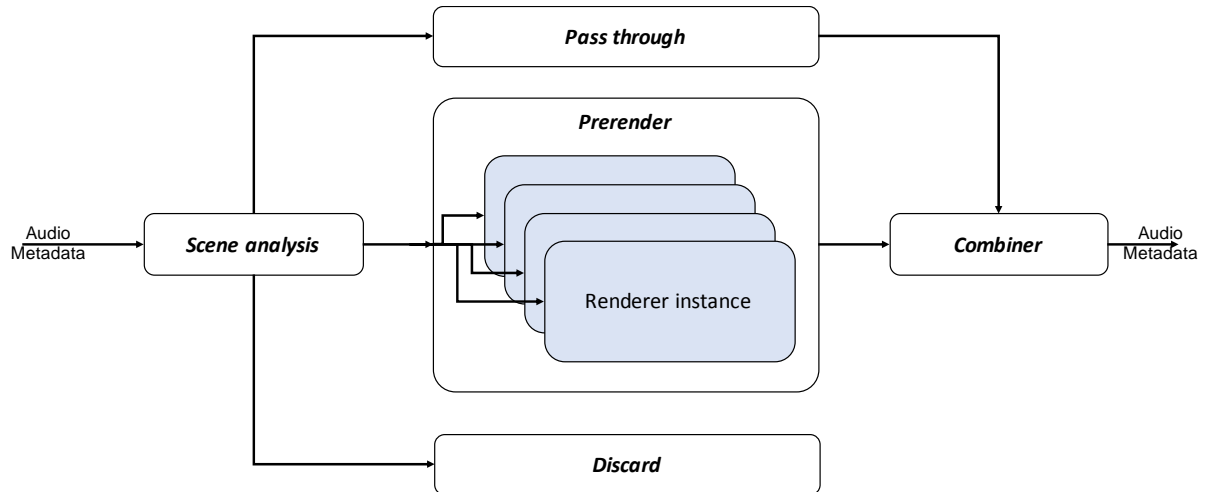 Pass through
Prerender
Audio
Metadata
Scene analysis
Renderer instance
Combiner
Audio
Metadata
Discard